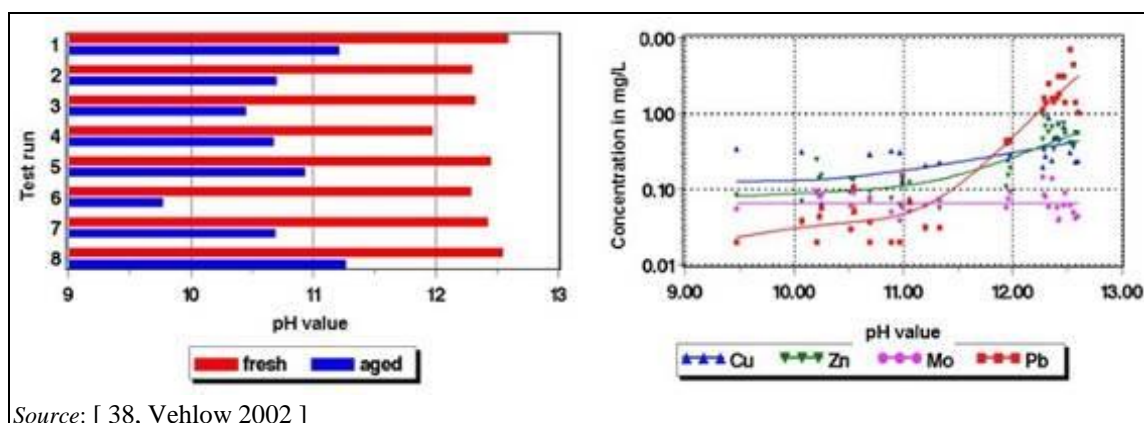 Test run
1
2
3
4
5
6
7
8
9 10 11 12 13
pH value
fresh aged
Concentration in mg/L
0.00
1.00
0.10
0.01
9.00 10.00 11.00 12.00 13.00
pH value
Cu Zn Mo Pb
Source: [ 38, Vehlow 2002 ]